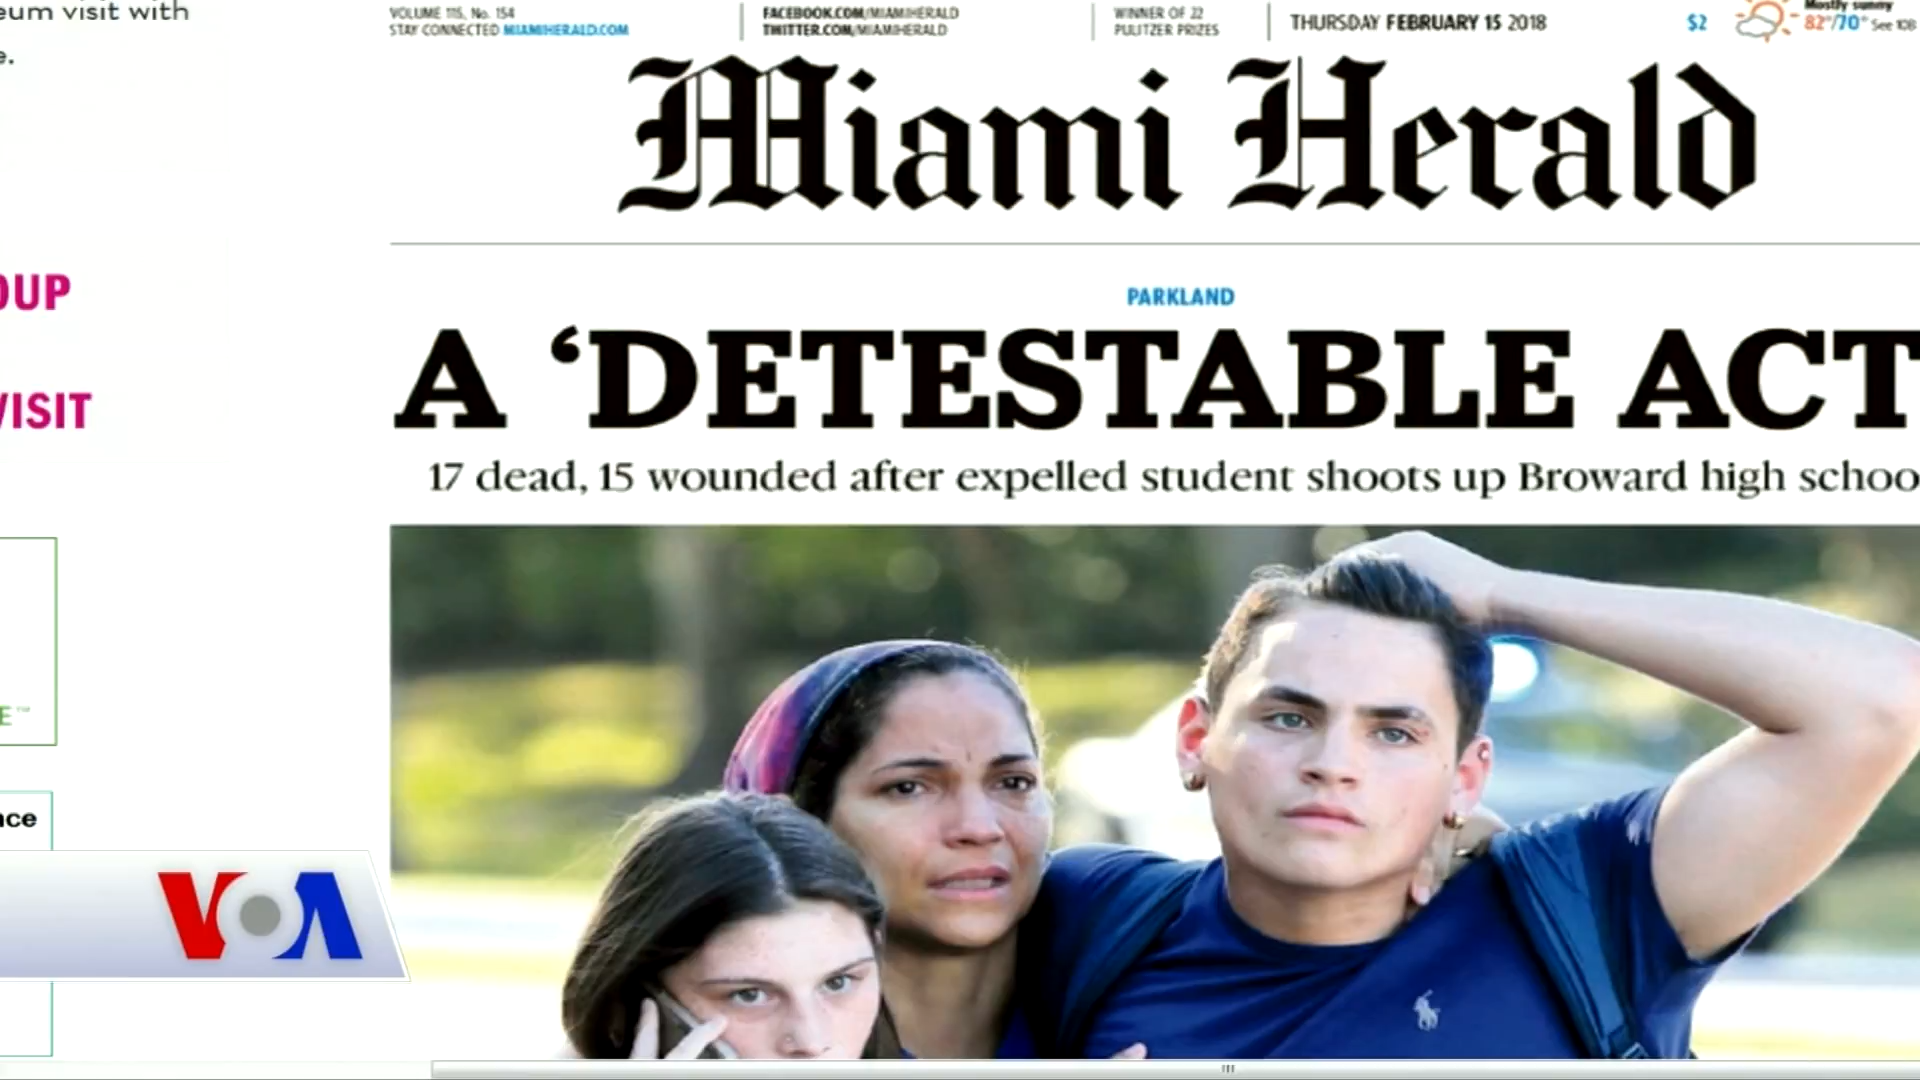 eum visit with
e.
OUP
VISIT
E™
nce
VOLUME 115, No. 154
STAY CONNECTED MIAMIHERALD.COM
FACEBOOK.COM/MIAMIHERALD
TWITTER.COM/MIAMIHERALD
WINNER OF 22
PULITZER PRIZES
THURSDAY FEBRUARY 15 2018
$2
Mostly sunny
82°/70° See 10B
Miami Herald
PARKLAND
A ‘DETESTABLE ACT
17 dead, 15 wounded after expelled student shoots up Broward high schoo
VOA